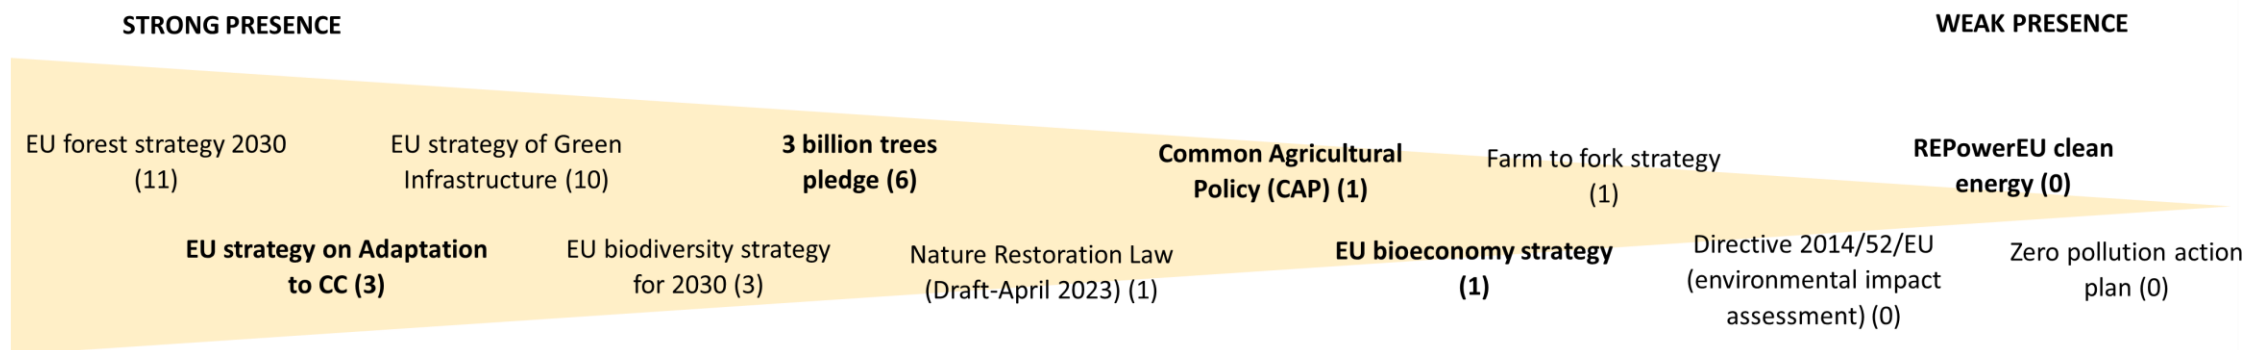 STRONG PRESENCE
WEAK PRESENCE
EU forest strategy 2030
(11)
EU strategy of Green
Infrastructure (10)
3 billion trees
pledge (6)
Common Agricultural
Policy (CAP) (1)
Farm to fork strategy
(1)
REPowerEU clean
energy (0)
EU strategy on Adaptation
to CC (3)
EU biodiversity strategy
for 2030 (3)
Nature Restoration Law
(Draft-April 2023) (1)
EU bioeconomy strategy
(1)
Directive 2014/52/EU
(environmental impact
assessment) (0)
Zero pollution action
plan (0)